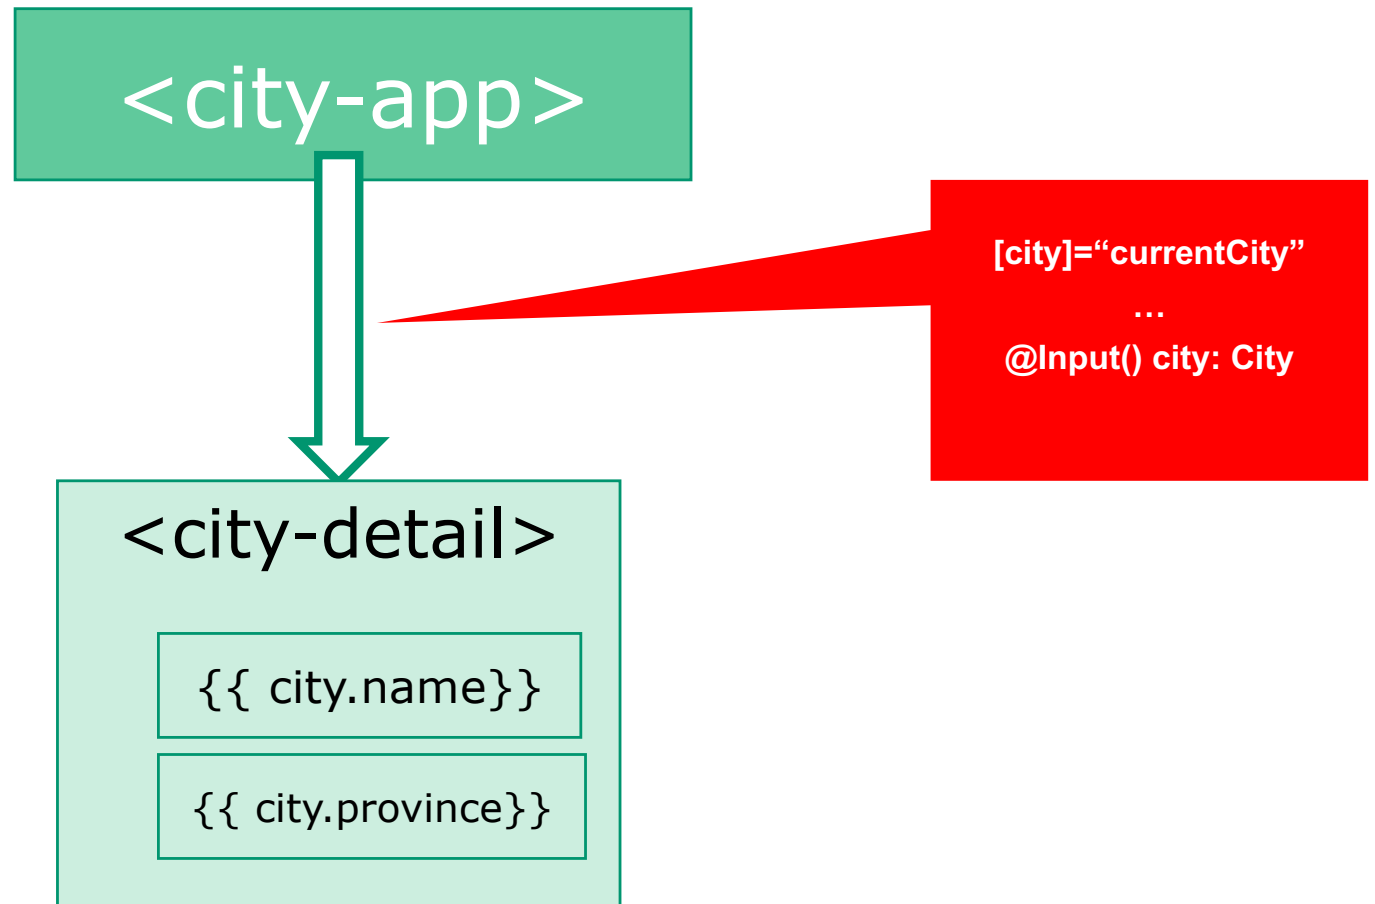 <city-app>
[city]=“currentCity”
…
@Input() city: City
<city-detail>
{{ city.name}}
{{ city.province}}